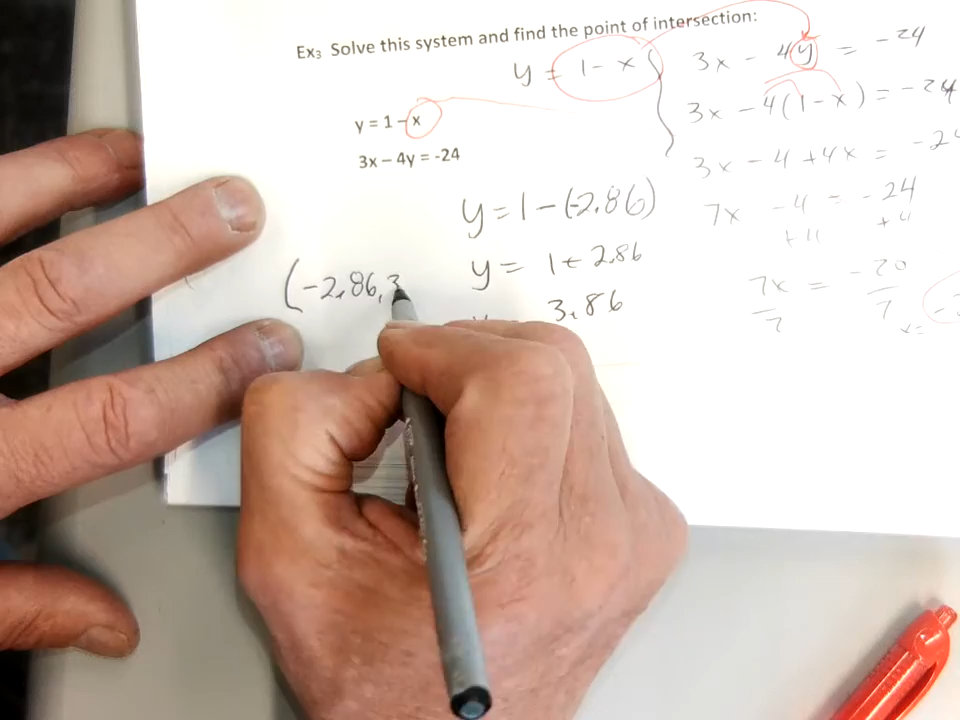 Ex3 Solve this system and find the point of intersection:
y = 1 - x
y = 1 - x
3x - 4y = -24
3x - 4y = -24
3x - 4(1-x) = -24
3x - 4 + 4x = -2
7x - 4 = -24
+4 +4
7x = -20
7 7
x=
y = 1 - (-2.86)
y = 1 + 2.86
3.86
(-2.86, 3